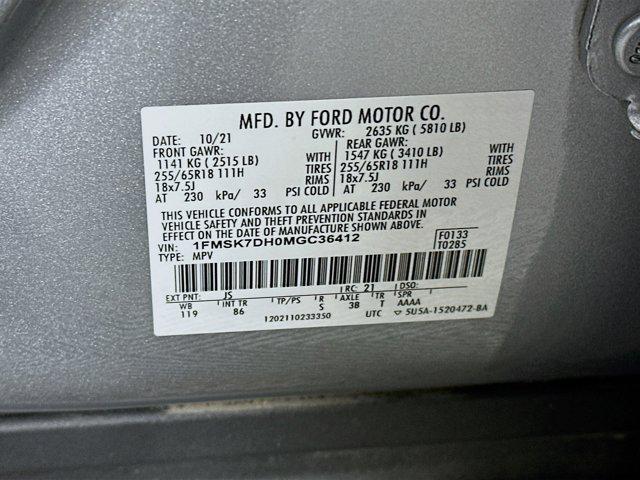 MFD. BY FORD MOTOR CO.
DATE: 10/21 GVWR: 2635 KG ( 5810 LB)
FRONT GAWR: REAR GAWR:
1141 KG ( 2515 LB) WITH 1547 KG ( 3410 LB) WITH
255/65R18 111H TIRES 255/65R18 111H TIRES
18x7.5J RIMS 18x7.5J RIMS
AT 230 kPa/ 33 PSI COLD AT 230 kPa/ 33 PSI COLD
THIS VEHICLE CONFORMS TO ALL APPLICABLE FEDERAL MOTOR
VEHICLE SAFETY AND THEFT PREVENTION STANDARDS IN
EFFECT ON THE DATE OF MANUFACTURE SHOWN ABOVE.
VIN: 1FMSK7DH0MGC36412 F0133
TYPE: MPV T0285
EXT PNT: JS RC: 21 DSO:
WB INT TR TP/PS R AXLE TR SPR
119 86 S 3B T AAAA
1202110233350 UTC 5U5A-1520472-BA